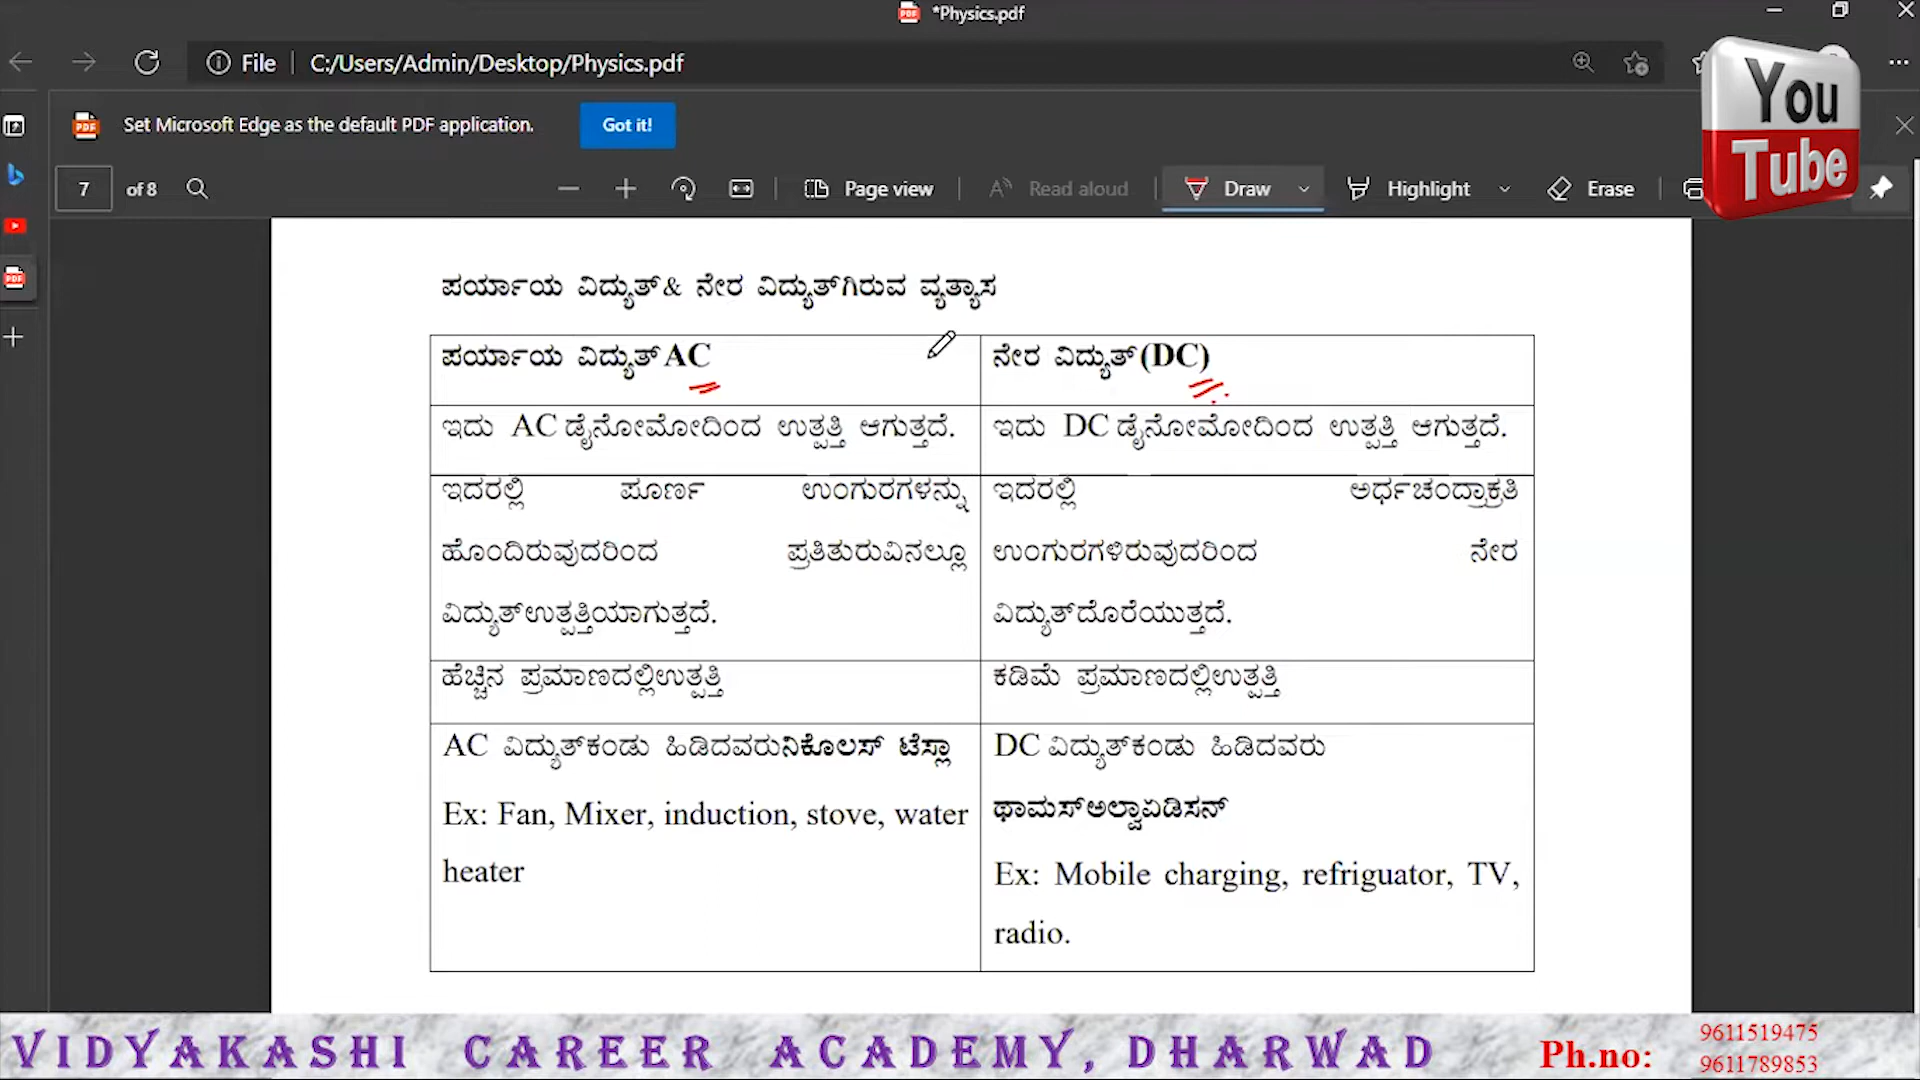 *Physics.pdf
File C:/Users/Admin/Desktop/Physics.pdf
Set Microsoft Edge as the default PDF application. Got it!
7 of 8 Page view Read aloud Draw Highlight Erase
You
Tube
ಪರ್ಯಾಯ ವಿದ್ಯುತ್& ನೇರ ವಿದ್ಯುತ್‌ಗಿರುವ ವ್ಯತ್ಯಾಸ
ಪರ್ಯಾಯ ವಿದ್ಯುತ್AC
ನೇರ ವಿದ್ಯುತ್(DC)
ಇದು AC ಡೈನೋಮೋದಿಂದ ಉತ್ಪತ್ತಿ ಆಗುತ್ತದೆ.
ಇದು DC ಡೈನೋಮೋದಿಂದ ಉತ್ಪತ್ತಿ ಆಗುತ್ತದೆ.
ಇದರಲ್ಲಿ ಪೂರ್ಣ ಉಂಗುರಗಳನ್ನು
ಹೊಂದಿರುವುದರಿಂದ ಪ್ರತಿತುರುವಿನಲ್ಲೂ
ವಿದ್ಯುತ್‌ಉತ್ಪತ್ತಿಯಾಗುತ್ತದೆ.
ಇದರಲ್ಲಿ ಅರ್ಧಚಂದ್ರಾಕ್ರತಿ
ಉಂಗುರಗಳಿರುವುದರಿಂದ ನೇರ
ವಿದ್ಯುತ್‌ದೊರೆಯುತ್ತದೆ.
ಹೆಚ್ಚಿನ ಪ್ರಮಾಣದಲ್ಲಿಉತ್ಪತ್ತಿ
ಕಡಿಮೆ ಪ್ರಮಾಣದಲ್ಲಿಉತ್ಪತ್ತಿ
AC ವಿದ್ಯುತ್‌ಕಂಡು ಹಿಡಿದವರುನಿಕೊಲಸ್ ಟೆಸ್ಲಾ
Ex: Fan, Mixer, induction, stove, water
heater
DC ವಿದ್ಯುತ್‌ಕಂಡು ಹಿಡಿದವರು
ಥಾಮಸ್‌ಅಲ್ವಾಏಡಿಸನ್
Ex: Mobile charging, refriguator, TV,
radio.
VIDYAKASHI CAREER ACADEMY, DHARWAD Ph.no:
9611519475
9611789853